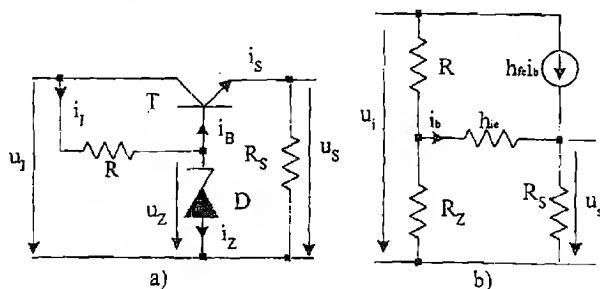 i_S
T
i_I
i_B
R
R_S
u_S
u_I
u_Z
D
i_Z
a)
R
h_fe i_b
u_i
i_b
h_ie
R_Z
R_S
u_s
b)